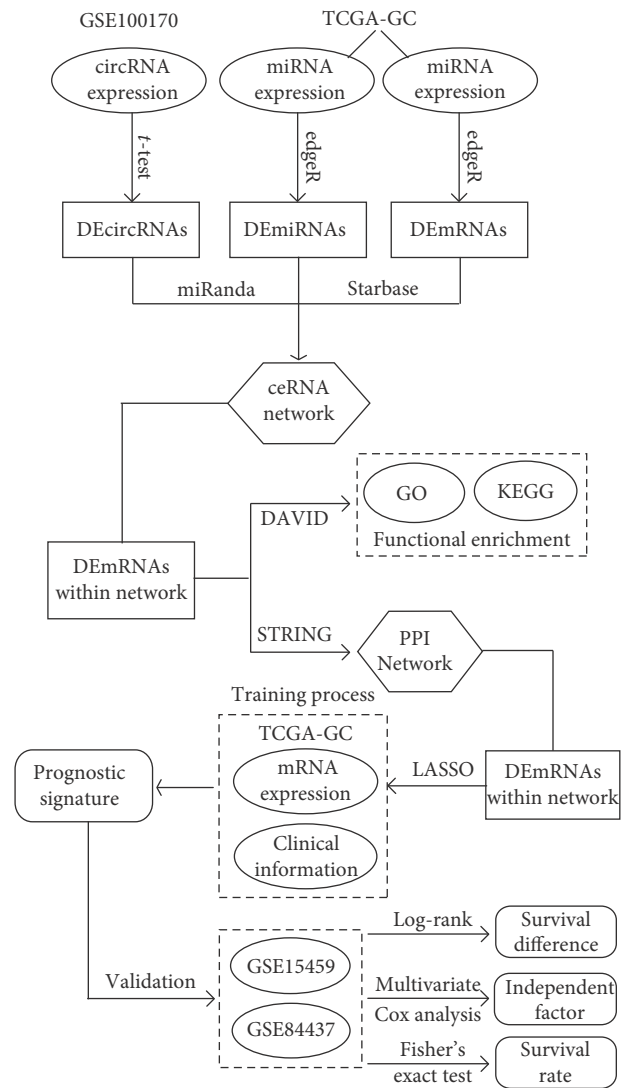 GSE100170
TCGA-GC
circRNA
expression
miRNA
expression
miRNA
expression
t-test
edgeR
edgeR
DEcircRNAs
DEmiRNAs
DEmRNAs
miRanda
Starbase
ceRNA
network
GO
KEGG
Functional enrichment
DAVID
DEmRNAs
within network
STRING
PPI
Network
Training process
TCGA-GC
mRNA
expression
Clinical
information
LASSO
DEmRNAs
within network
Prognostic
signature
Validation
GSE15459
GSE84437
Log-rank
Survival
difference
Multivariate
Cox analysis
Independent
factor
Fisher's
exact test
Survival
rate